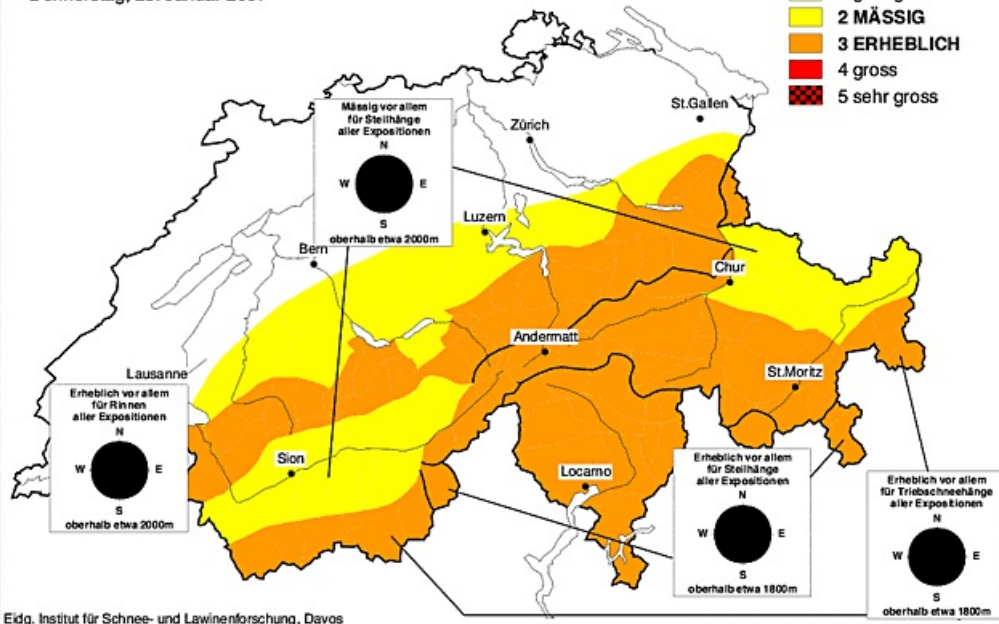 2 MÄSSIG
3 ERHEBLICH
4 gross
5 sehr gross
St.Gallen
Zürich
Mässig vor allem
für Steilhänge
aller Expositionen
N
W E
S
oberhalb etwa 2000m
Luzern
Bern
Chur
Andermatt
Lausanne
St.Moritz
Erheblich vor allem
für Rinnen
aller Expositionen
N
W E
S
oberhalb etwa 2000m
Sion
Locarno
Erheblich vor allem
für Steilhänge
aller Expositionen
N
W E
S
oberhalb etwa 1800m
Erheblich vor allem
für Triebschneehänge
aller Expositionen
N
W E
S
oberhalb etwa 1800m
Eidg. Institut für Schnee- und Lawinenforschung, Davos